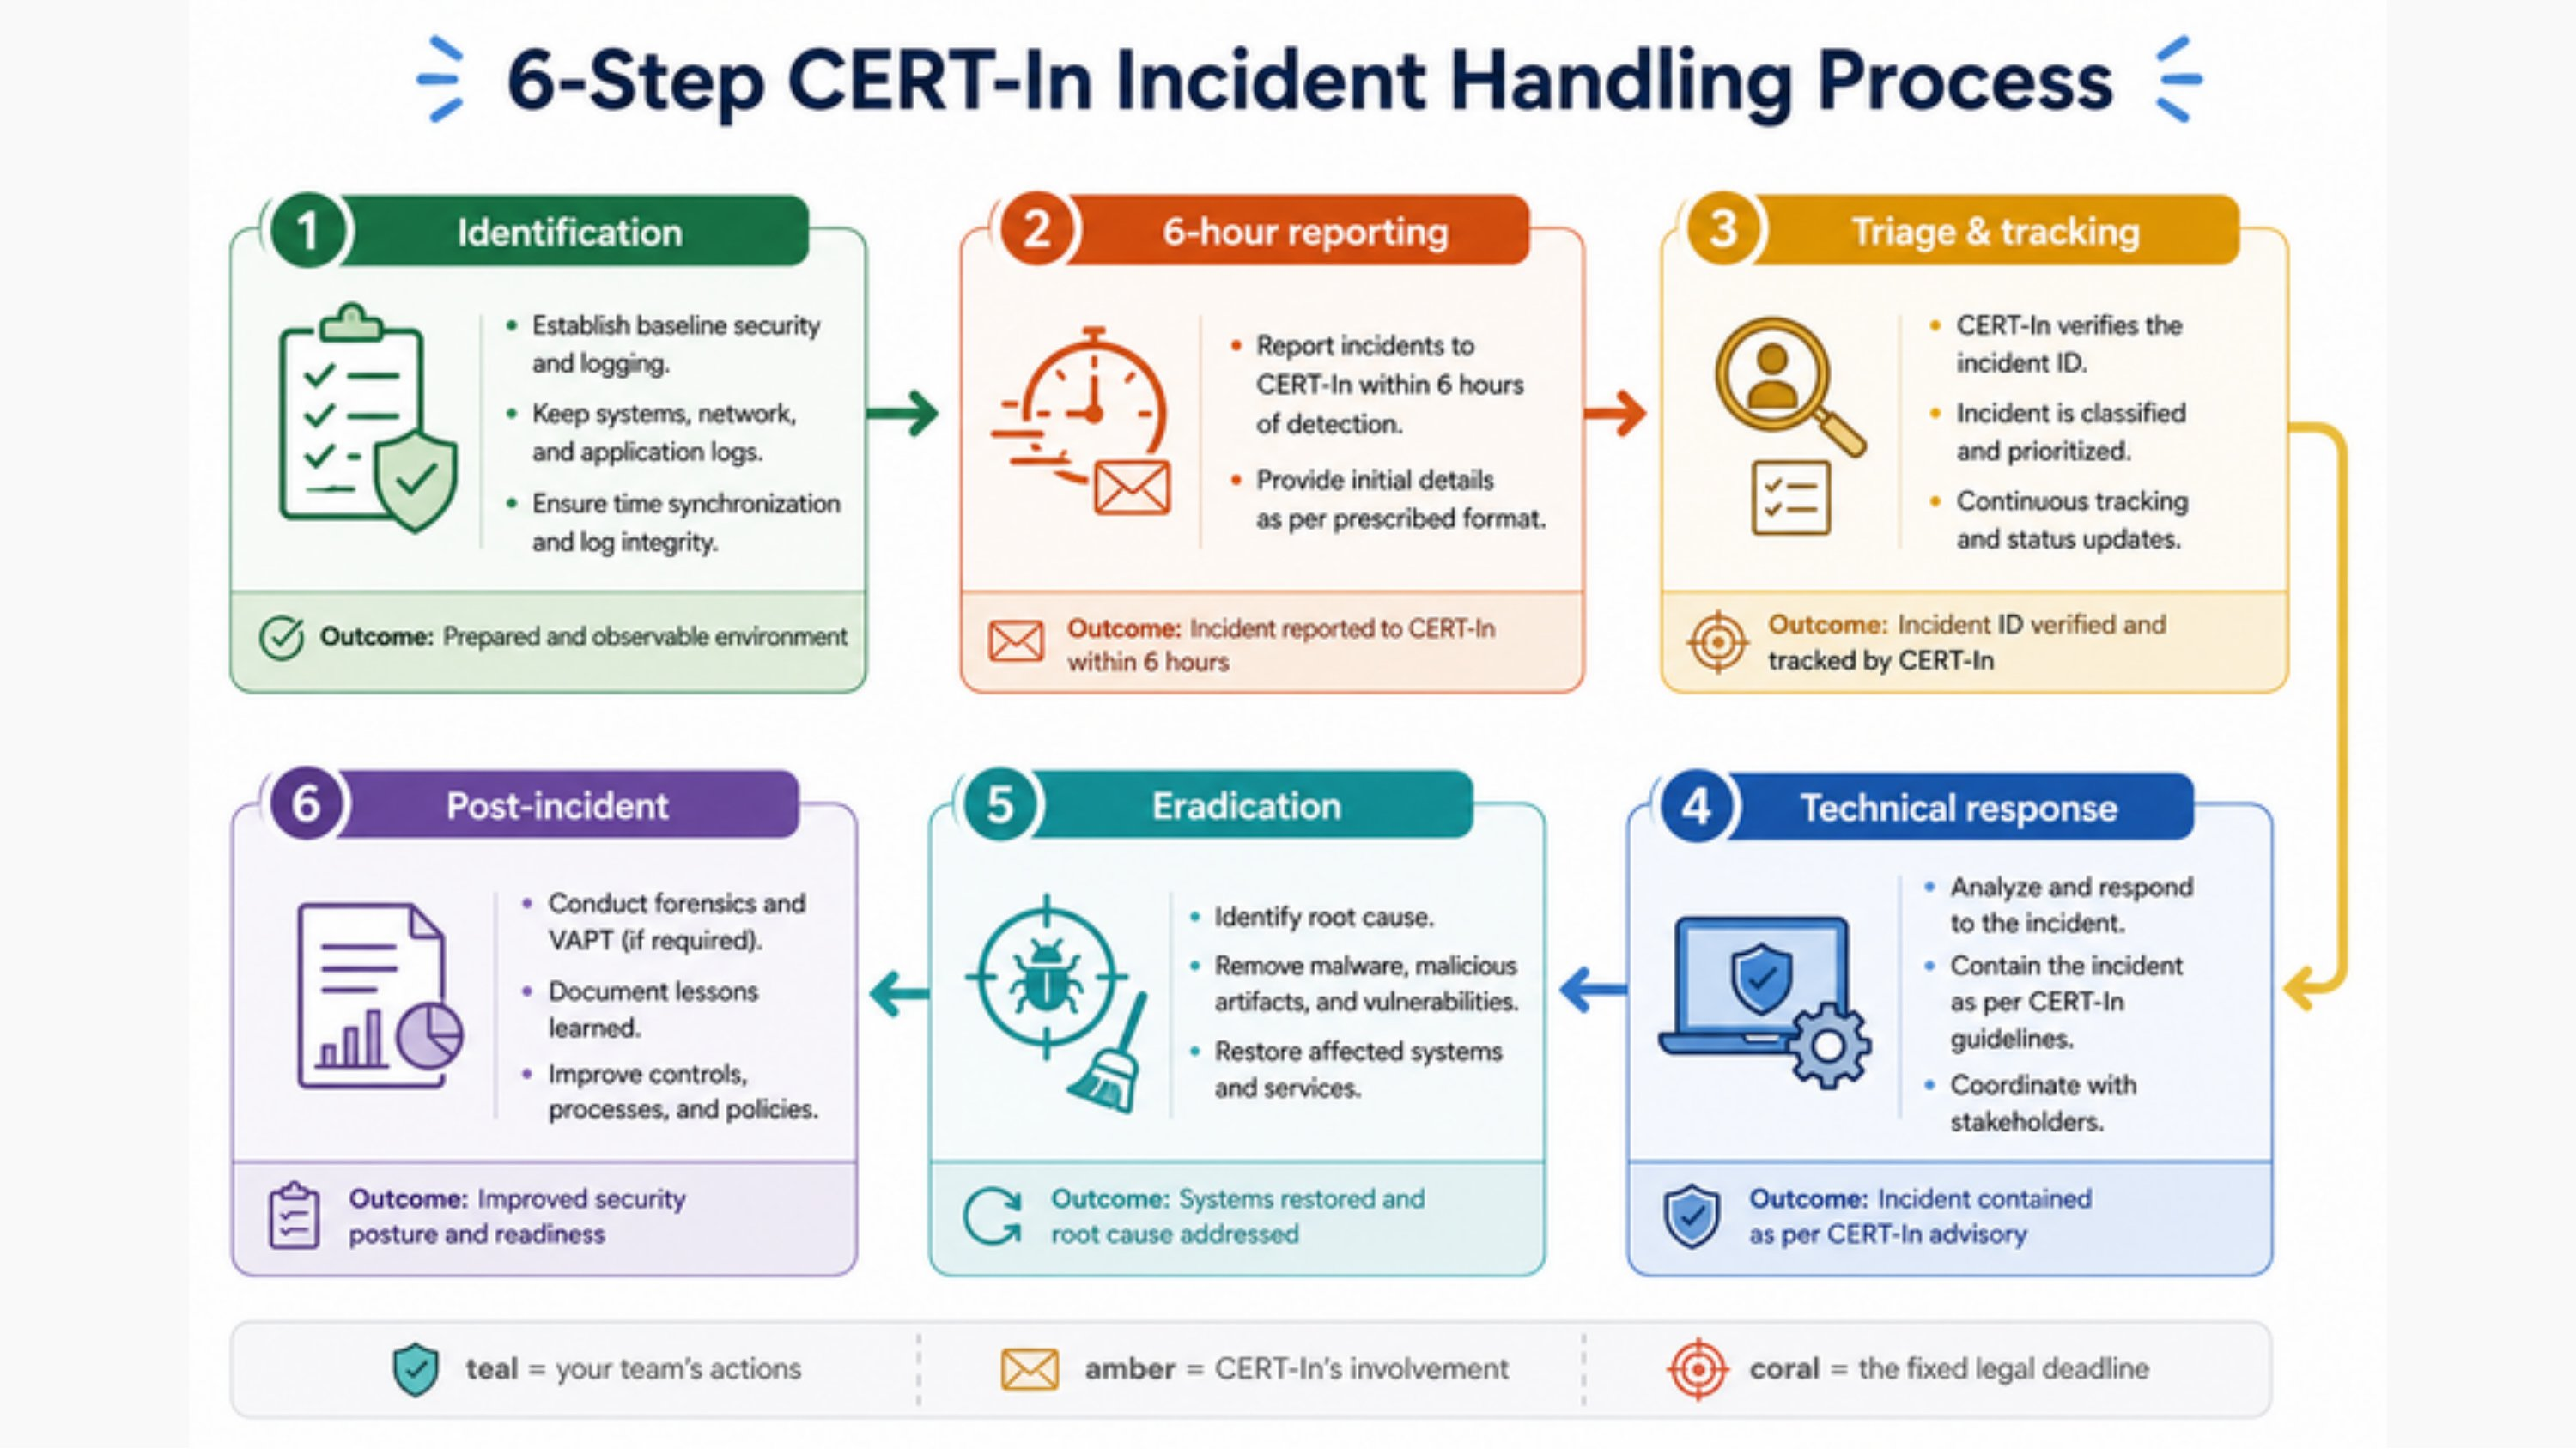 6-Step CERT-In Incident Handling Process
1
Identification
Establish baseline security
and logging.
Keep systems, network,
and application logs.
Ensure time synchronization
and log integrity.
Outcome: Prepared and observable environment
2
6-hour reporting
Report incidents to
CERT-In within 6 hours
of detection.
Provide initial details
as per prescribed format.
Outcome: Incident reported to CERT-In
within 6 hours
3
Triage & tracking
CERT-In verifies the
incident ID.
Incident is classified
and prioritized.
Continuous tracking
and status updates.
Outcome: Incident ID verified and
tracked by CERT-In
4
Technical response
Analyze and respond
to the incident.
Contain the incident
as per CERT-In
guidelines.
Coordinate with
stakeholders.
Outcome: Incident contained
as per CERT-In advisory
5
Eradication
Identify root cause.
Remove malware, malicious
artifacts, and vulnerabilities.
Restore affected systems
and services.
Outcome: Systems restored and
root cause addressed
6
Post-incident
Conduct forensics and
VAPT (if required).
Document lessons
learned.
Improve controls,
processes, and policies.
Outcome: Improved security
posture and readiness
teal = your team's actions
amber = CERT-In's involvement
coral = the fixed legal deadline